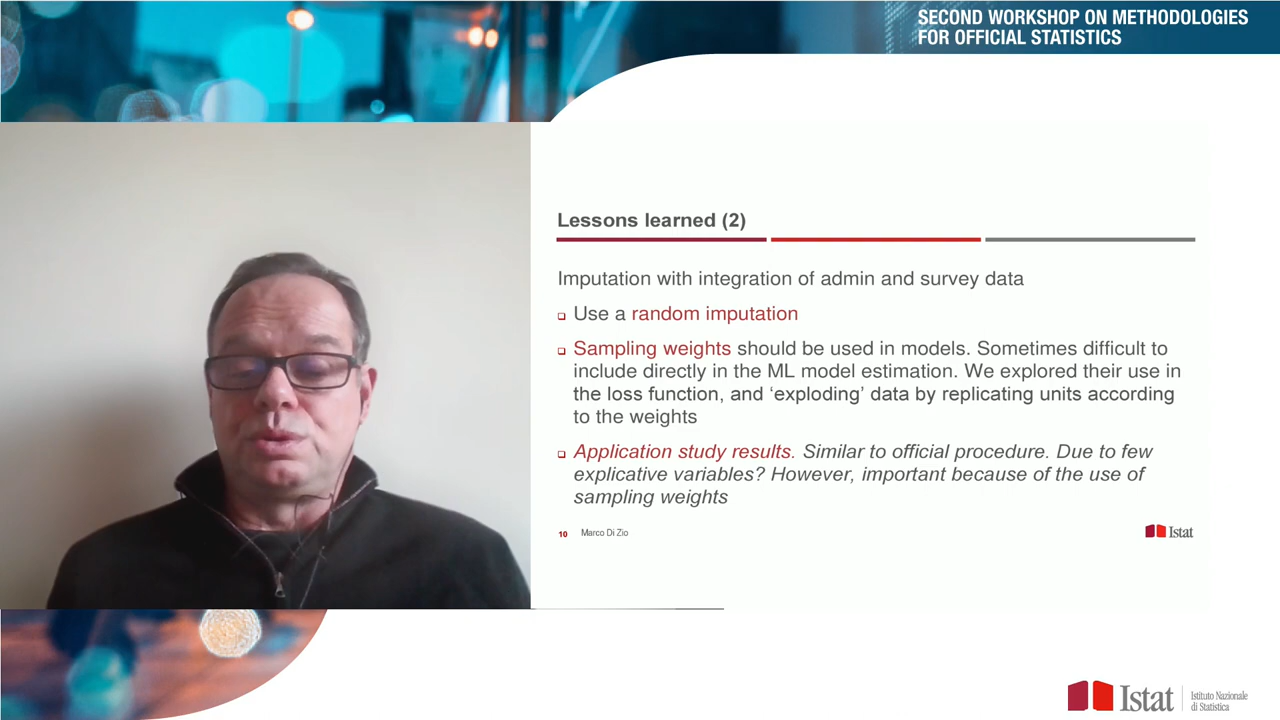 SECOND WORKSHOP ON METHODOLOGIES
FOR OFFICIAL STATISTICS
Lessons learned (2)
Imputation with integration of admin and survey data
Use a random imputation
Sampling weights should be used in models. Sometimes difficult to
include directly in the ML model estimation. We explored their use in
the loss function, and ‘exploding’ data by replicating units according
to the weights
Application study results. Similar to official procedure. Due to few
explicative variables? However, important because of the use of
sampling weights
10 Marco Di Zio
Istat
Istat
Istituto Nazionale
di Statistica